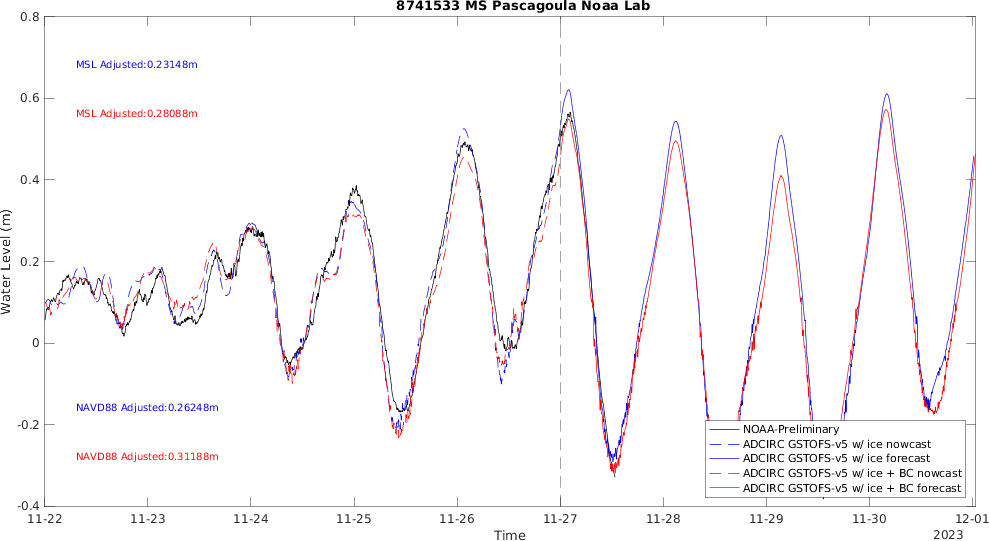 8741533 MS Pascagoula Noaa Lab
Water Level (m)
0.8
0.6
0.4
0.2
0
-0.2
-0.4
MSL Adjusted:0.23148m
MSL Adjusted:0.28088m
NAVD88 Adjusted:0.26248m
NAVD88 Adjusted:0.31188m
NOAA-Preliminary
ADCIRC GSTOFS-v5 w/ ice nowcast
ADCIRC GSTOFS-v5 w/ ice forecast
ADCIRC GSTOFS-v5 w/ ice + BC nowcast
ADCIRC GSTOFS-v5 w/ ice + BC forecast
11-22 11-23 11-24 11-25 11-26 11-27 11-28 11-29 11-30 12-01
Time
2023